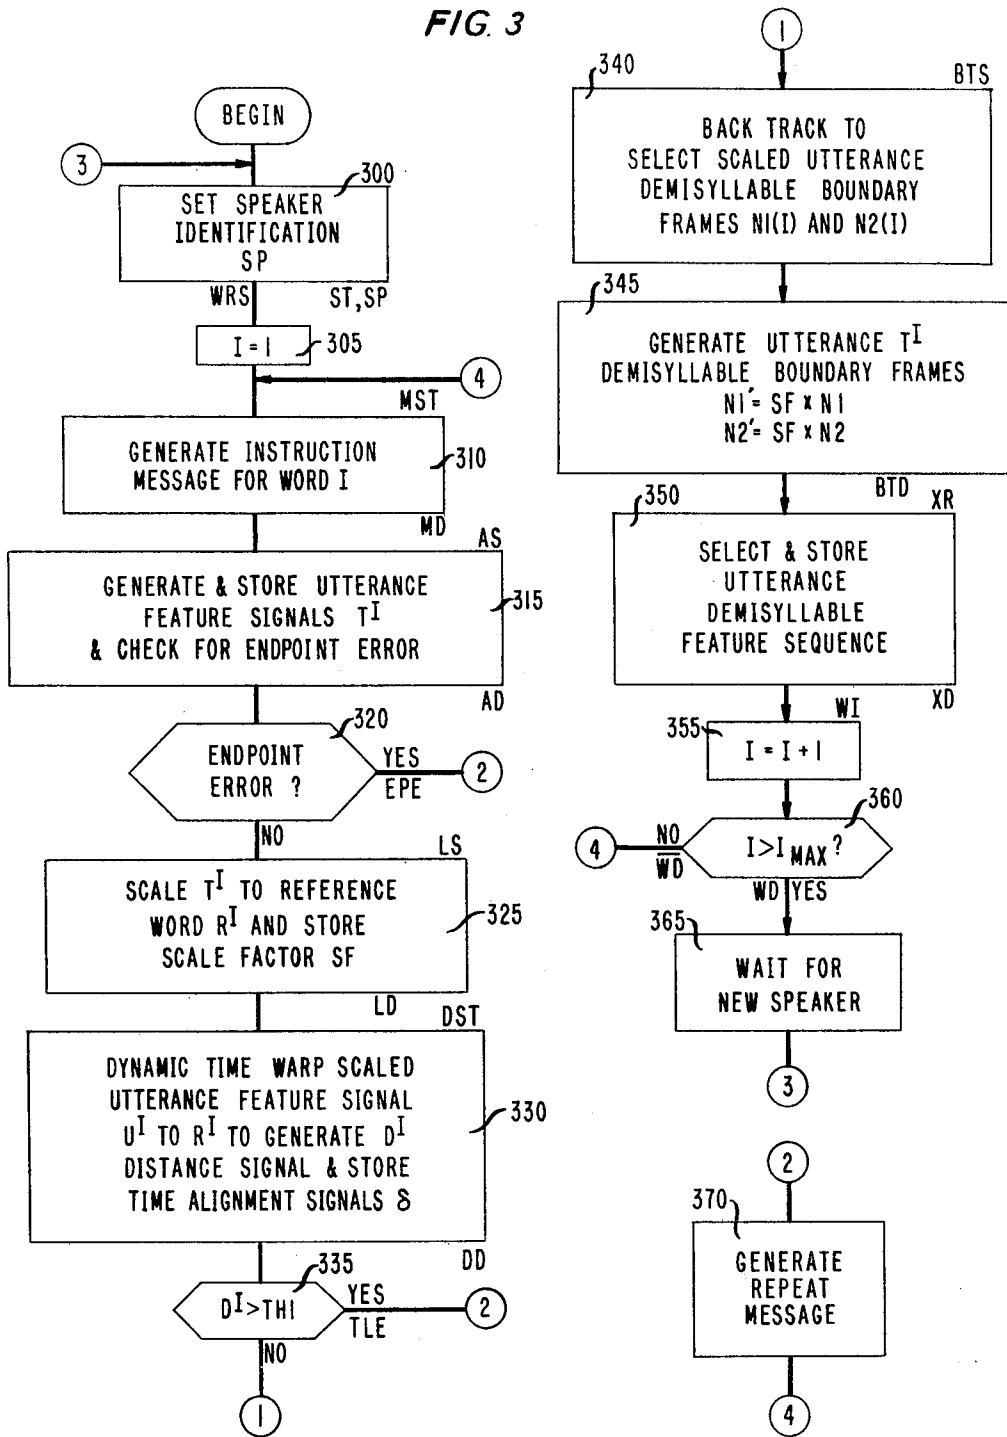 FIG. 3
BEGIN
3
300
SET SPEAKER
IDENTIFICATION
SP
WRS
ST, SP
I = 1
305
4
MST
GENERATE INSTRUCTION
MESSAGE FOR WORD I
310
MD
AS
GENERATE & STORE UTTERANCE
FEATURE SIGNALS T^I
& CHECK FOR ENDPOINT ERROR
315
AD
320
ENDPOINT
ERROR ?
YES
EPE
2
NO
LS
SCALE T^I TO REFERENCE
WORD R^I AND STORE
SCALE FACTOR SF
325
LD
DST
DYNAMIC TIME WARP SCALED
UTTERANCE FEATURE SIGNAL
U^I TO R^I TO GENERATE D^I
DISTANCE SIGNAL & STORE
TIME ALIGNMENT SIGNALS δ
330
DD
335
D^I>TH1
YES
TLE
2
NO
1
1
340
BTS
BACK TRACK TO
SELECT SCALED UTTERANCE
DEMISYLLABLE BOUNDARY
FRAMES N1(I) AND N2(I)
345
GENERATE UTTERANCE T^I
DEMISYLLABLE BOUNDARY FRAMES
N1′= SF x N1
N2′= SF x N2
BTD
350
XR
SELECT & STORE
UTTERANCE
DEMISYLLABLE
FEATURE SEQUENCE
XD
WI
355
I = I + 1
360
4
NO
W̅D̅
I>I MAX ?
WD YES
365
WAIT FOR
NEW SPEAKER
3
2
370
GENERATE
REPEAT
MESSAGE
4